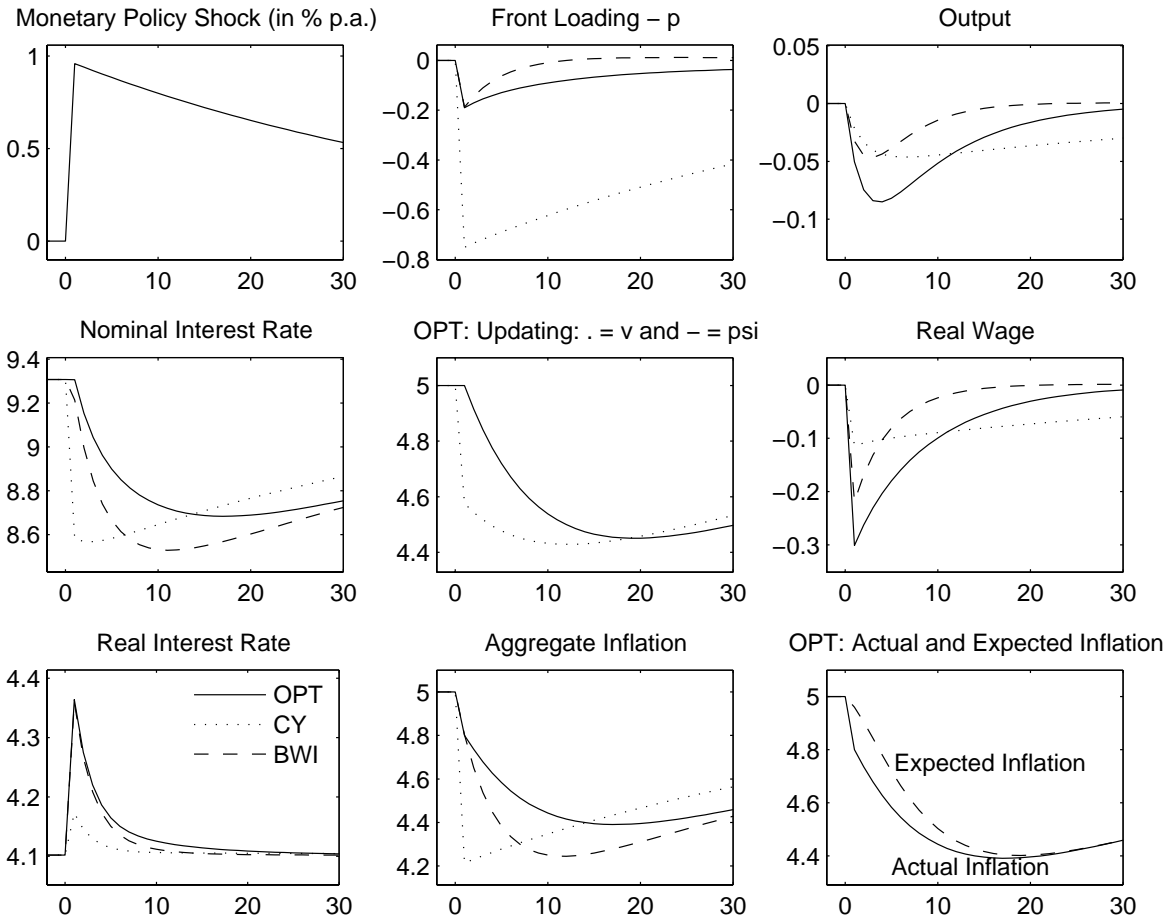 Monetary Policy Shock (in % p.a.)
1
0.5
0
0 10 20 30
Front Loading − p
0
−0.2
−0.4
−0.6
−0.8
0 10 20 30
Output
0.05
0
−0.05
−0.1
0 10 20 30
Nominal Interest Rate
9.4
9.2
9
8.8
8.6
0 10 20 30
OPT: Updating: . = v and − = psi
5
4.8
4.6
4.4
0 10 20 30
Real Wage
0
−0.1
−0.2
−0.3
0 10 20 30
Real Interest Rate
4.4
4.3
4.2
4.1
OPT
CY
BWI
0 10 20 30
Aggregate Inflation
5
4.8
4.6
4.4
4.2
0 10 20 30
OPT: Actual and Expected Inflation
5
4.8
4.6
4.4
Expected Inflation
Actual Inflation
0 10 20 30